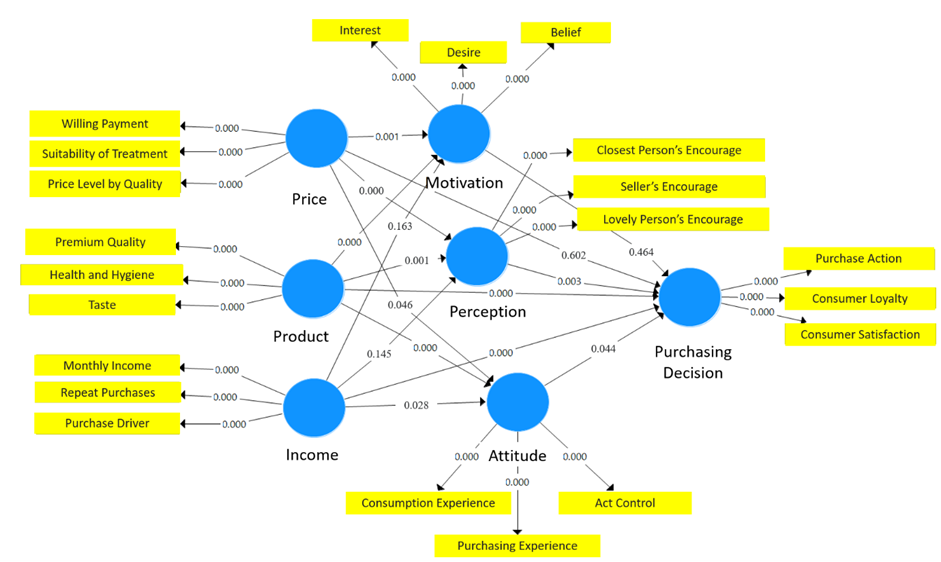 Interest
Belief
Desire
0.000
0.000
0.000
Willing Payment
0.000
Suitability of Treatment
0.000
Price Level by Quality
0.000
Price
0.001
Motivation
0.000
Closest Person's Encourage
0.000
Seller's Encourage
0.000
Lovely Person's Encourage
0.000
0.163
0.602
0.464
Premium Quality
0.000
Health and Hygiene
0.000
Taste
0.000
Product
0.000
0.001
Perception
0.003
0.000
0.046
0.000
Purchase Action
0.000
Consumer Loyalty
0.000
Consumer Satisfaction
0.000
Purchasing
Decision
Monthly Income
0.000
Repeat Purchases
0.000
Purchase Driver
0.000
Income
0.145
0.000
0.044
0.028
Attitude
0.000
0.000
0.000
Consumption Experience
Act Control
Purchasing Experience